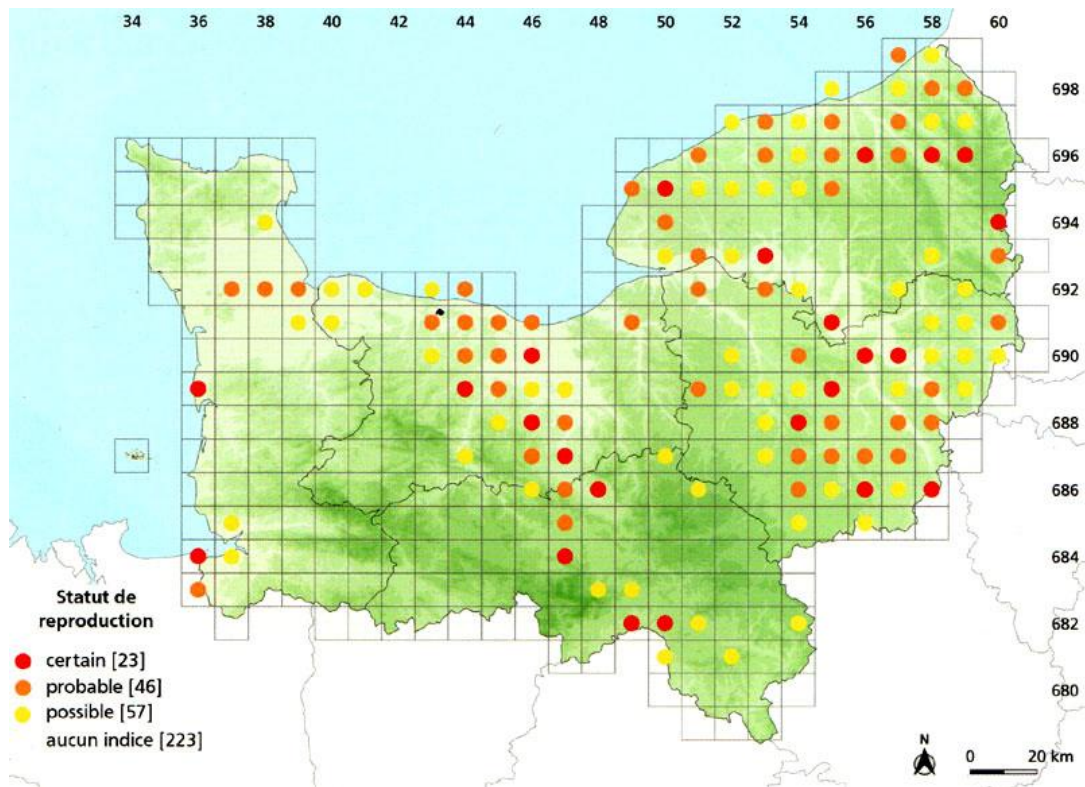 34 36 38 40 42 44 46 48 50 52 54 56 58 60
698
696
694
692
690
688
686
684
682
680
Statut de
reproduction
certain [23]
probable [46]
possible [57]
aucun indice [223]
N
0 20 km